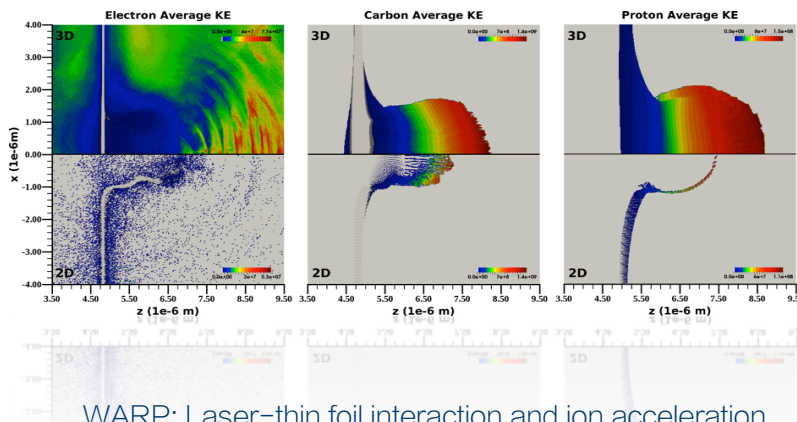 Electron Average KE
Carbon Average KE
Proton Average KE
3D
3D
3D
4.00
3.00
2.00
1.00
0.00
-1.00
-2.00
-3.00
-4.00
x (1e-6m)
2D
2D
2D
3.50 4.50 5.50 6.50 7.50 8.50 9.50
3.50 4.50 5.50 6.50 7.50 8.50 9.50
3.50 4.50 5.50 6.50 7.50 8.50 9.5
z (1e-6 m)
z (1e-6 m)
z (1e-6 m)
WARP: Laser-thin foil interaction and ion acceleration